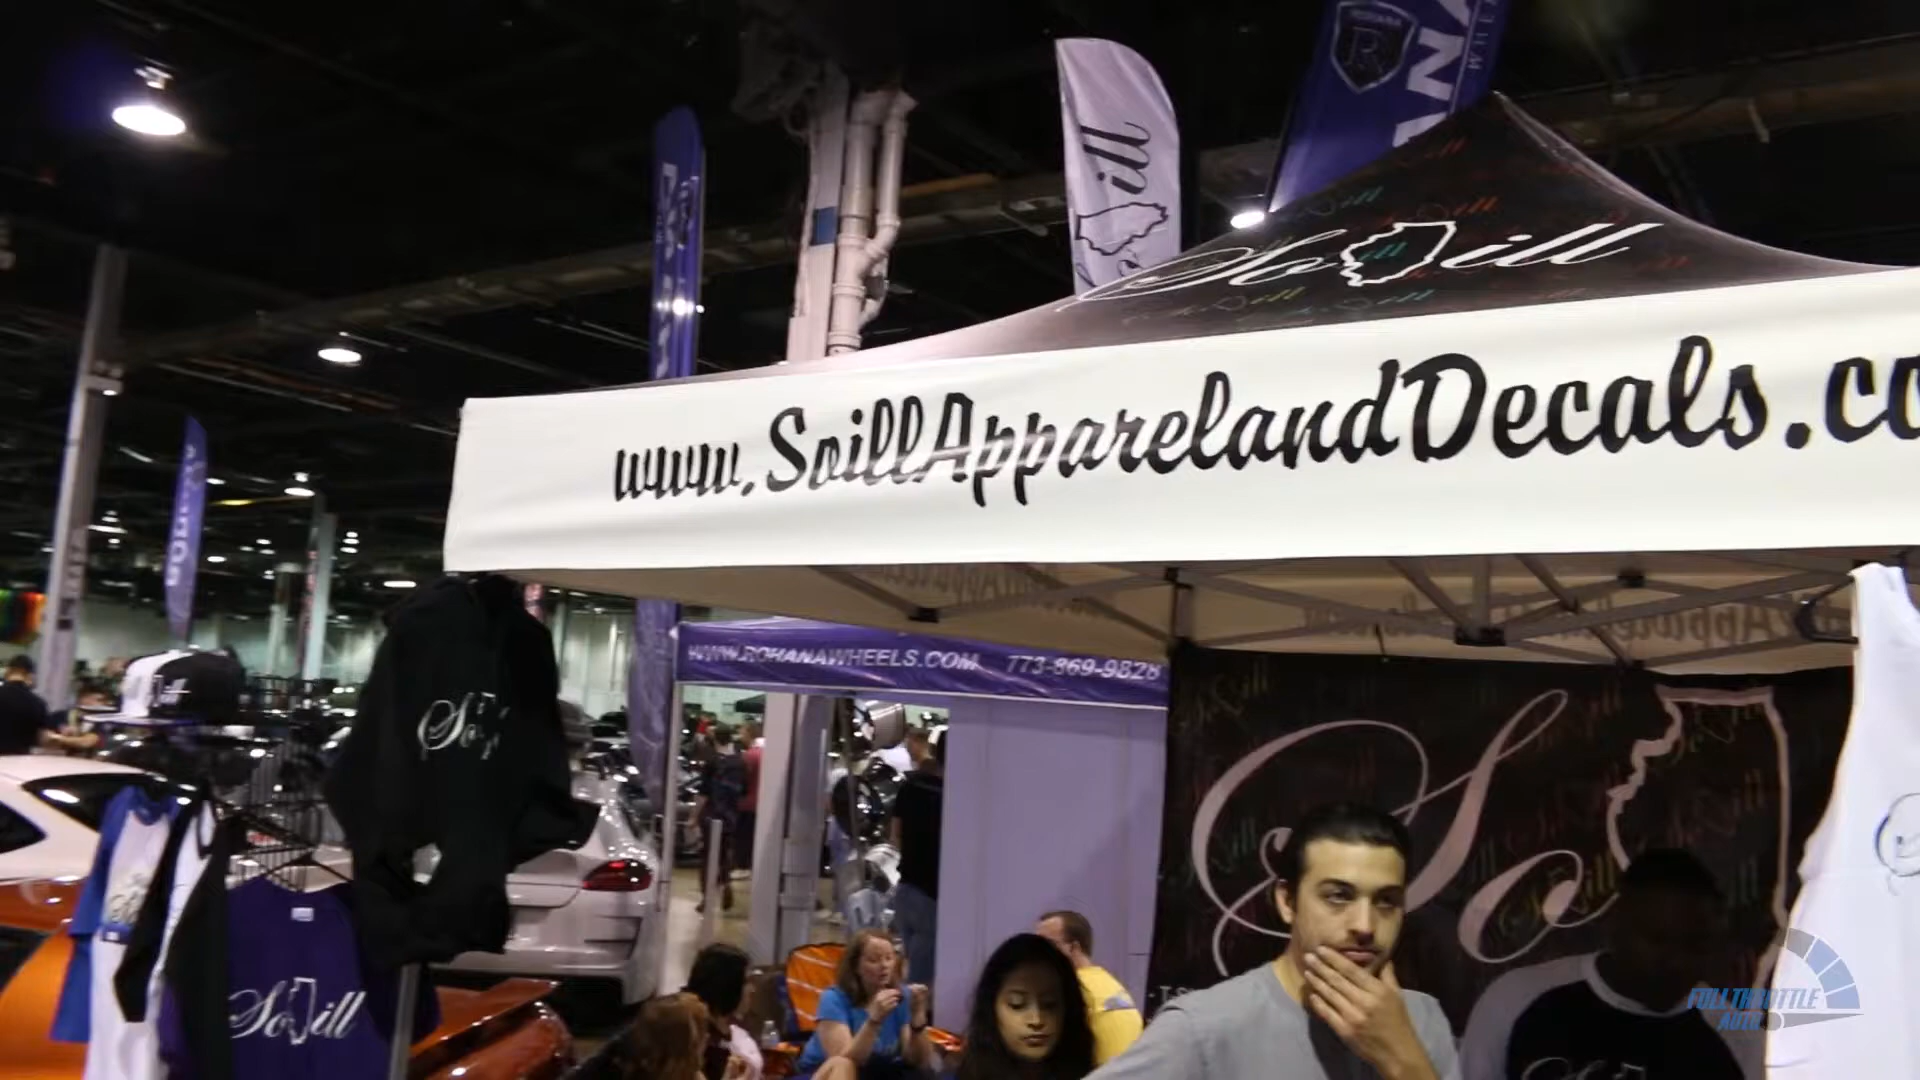 ill
So ill
www.SoillApparelandDecals.co
WWW.ROHANAWHEELS.COM 773-869-9828
So
So
So ill
FULL THROTTLE
AUTO